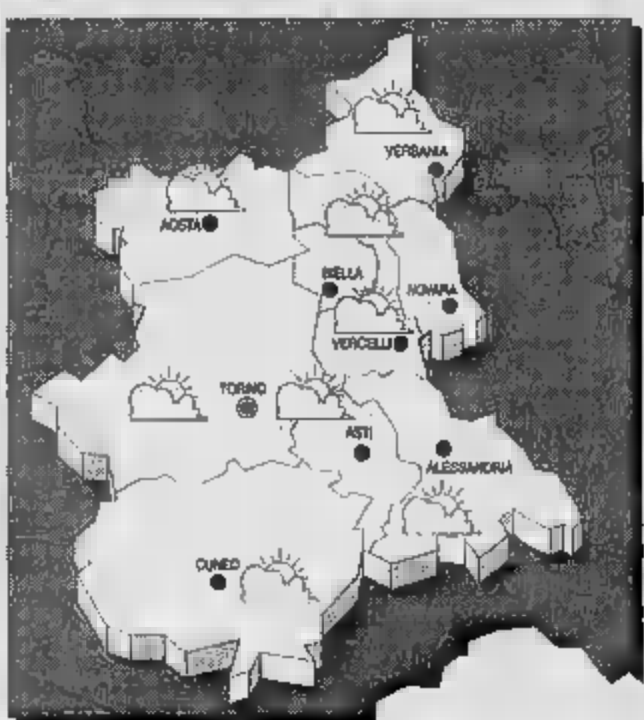 VERBANIA
AOSTA
BIELLA
NOVARA
VERCELLI
TORINO
ASTI
ALESSANDRIA
CUNEO